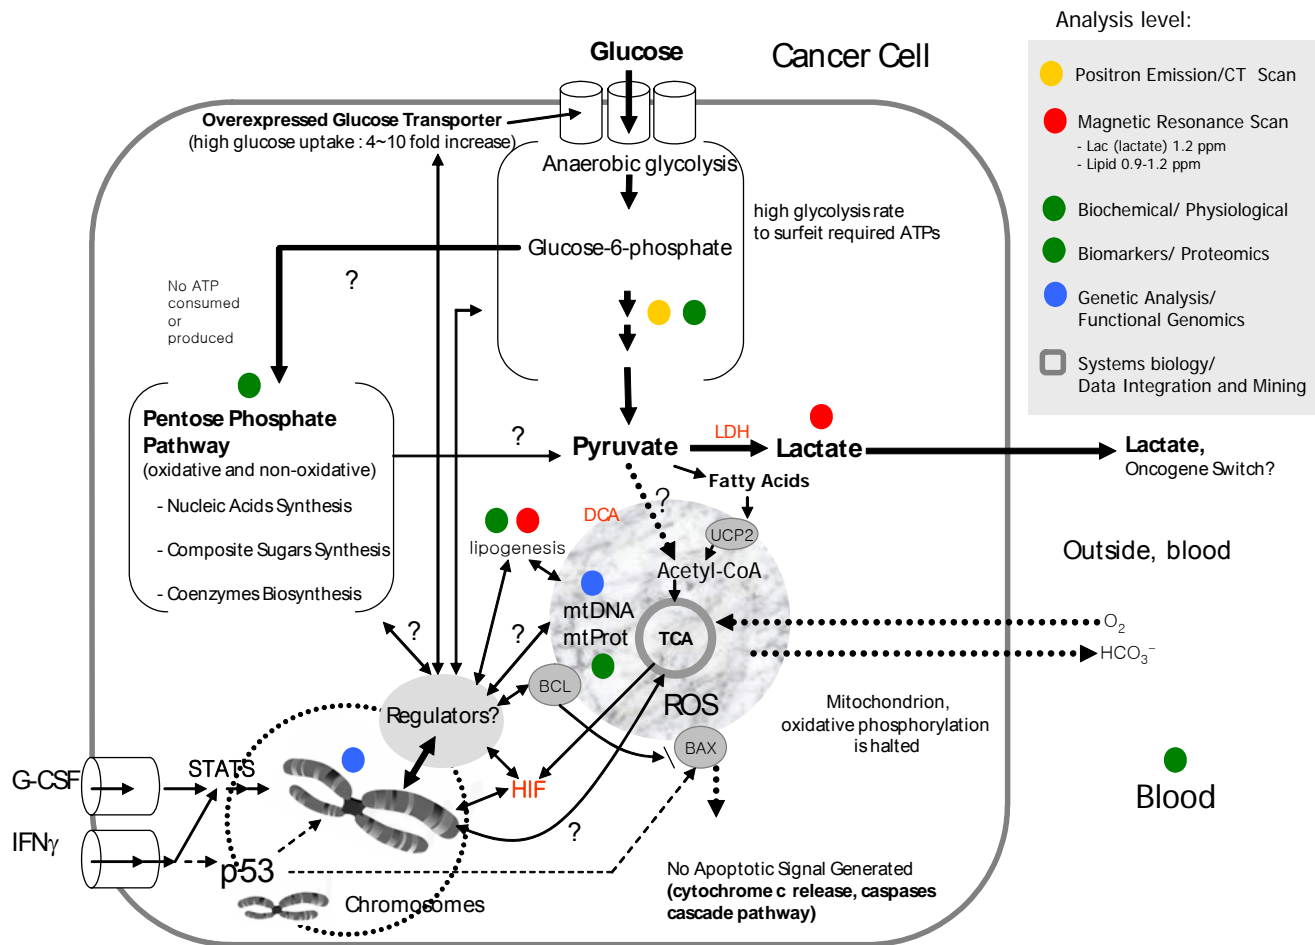 Analysis level:
Glucose
Cancer Cell
Positron Emission/CT Scan
Magnetic Resonance Scan
- Lac (lactate) 1.2 ppm
- Lipid 0.9-1.2 ppm
Biochemical/ Physiological
Biomarkers/ Proteomics
Genetic Analysis/
Functional Genomics
Systems biology/
Data Integration and Mining
Overexpressed Glucose Transporter
(high glucose uptake : 4~10 fold increase)
Anaerobic glycolysis
high glycolysis rate
to surfeit required ATPs
Glucose-6-phosphate
?
No ATP
consumed
or
produced
Pentose Phosphate
Pathway
(oxidative and non-oxidative)
- Nucleic Acids Synthesis
- Composite Sugars Synthesis
- Coenzymes Biosynthesis
?
Pyruvate
LDH
Lactate
Lactate,
Oncogene Switch?
Fatty Acids
?
DCA
UCP2
lipogenesis
Acetyl-CoA
Outside, blood
mtDNA
mtProt
TCA
O₂
HCO₃⁻
?
?
BCL
ROS
Regulators?
BAX
Mitochondrion,
oxidative phosphorylation
is halted
HIF
?
G-CSF
STATS
IFNγ
p53
Chromosomes
Blood
No Apoptotic Signal Generated
(cytochrome c release, caspases
cascade pathway)